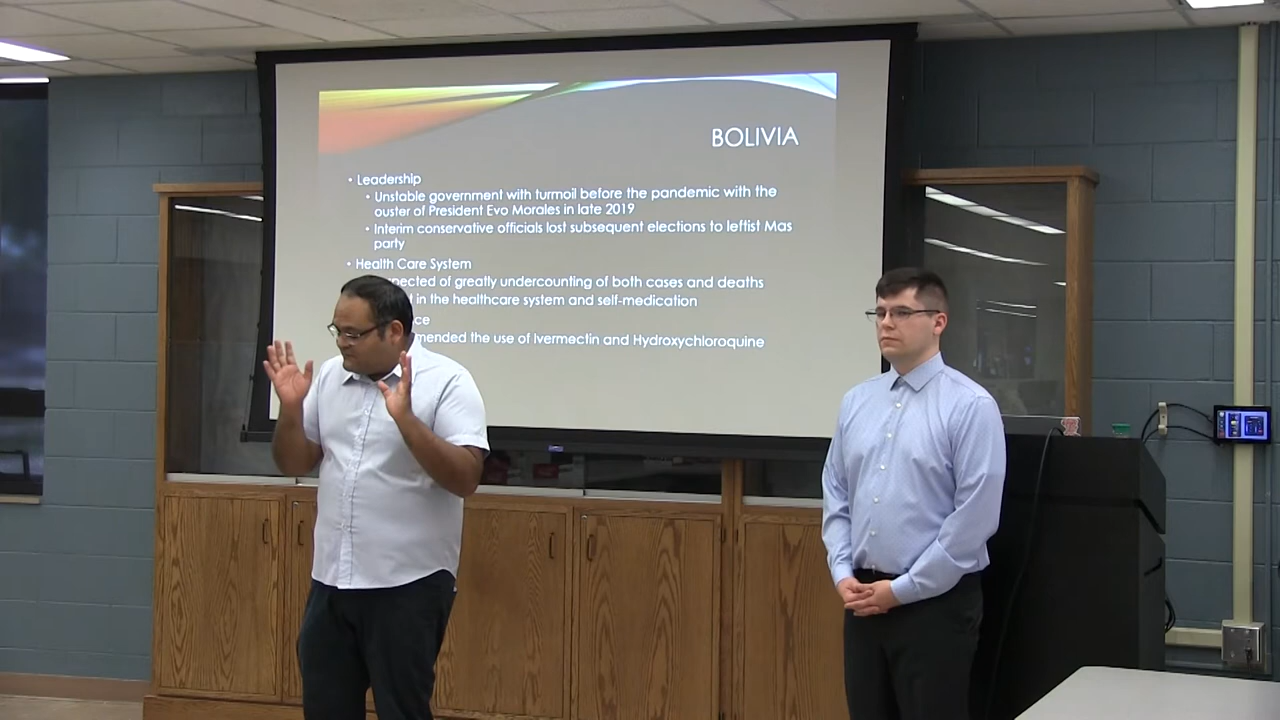 BOLIVIA
• Leadership
• Unstable government with turmoil before the pandemic with the
ouster of President Evo Morales in late 2019
• Interim conservative officials lost subsequent elections to leftist Mas
party
• Health Care System
pected of greatly undercounting of both cases and deaths
t in the healthcare system and self-medication
ce
mended the use of Ivermectin and Hydroxychloroquine